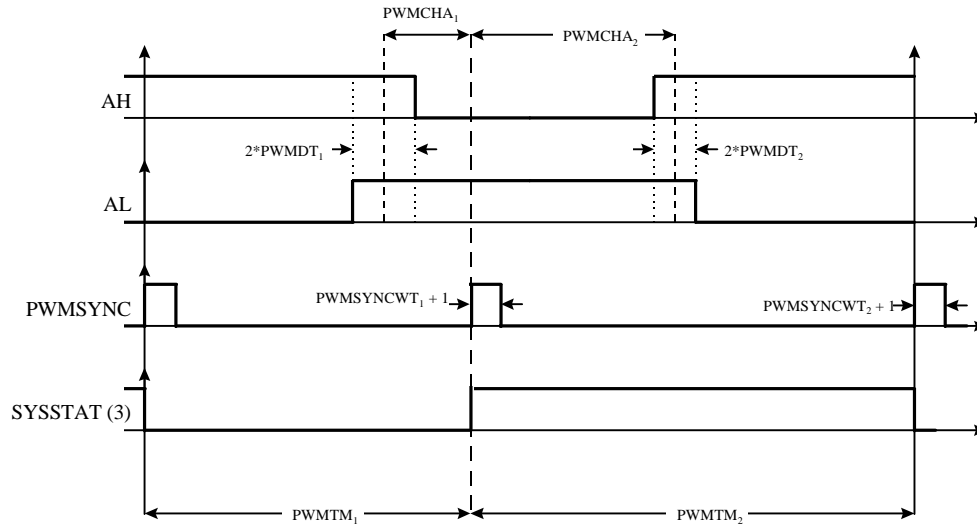 PWMCHA₁
PWMCHA₂
AH
2*PWMDT₁
2*PWMDT₂
AL
PWMSYNCWT₁ + 1
PWMSYNCWT₂ + 1
PWMSYNC
SYSSTAT (3)
PWMTM₁
PWMTM₂